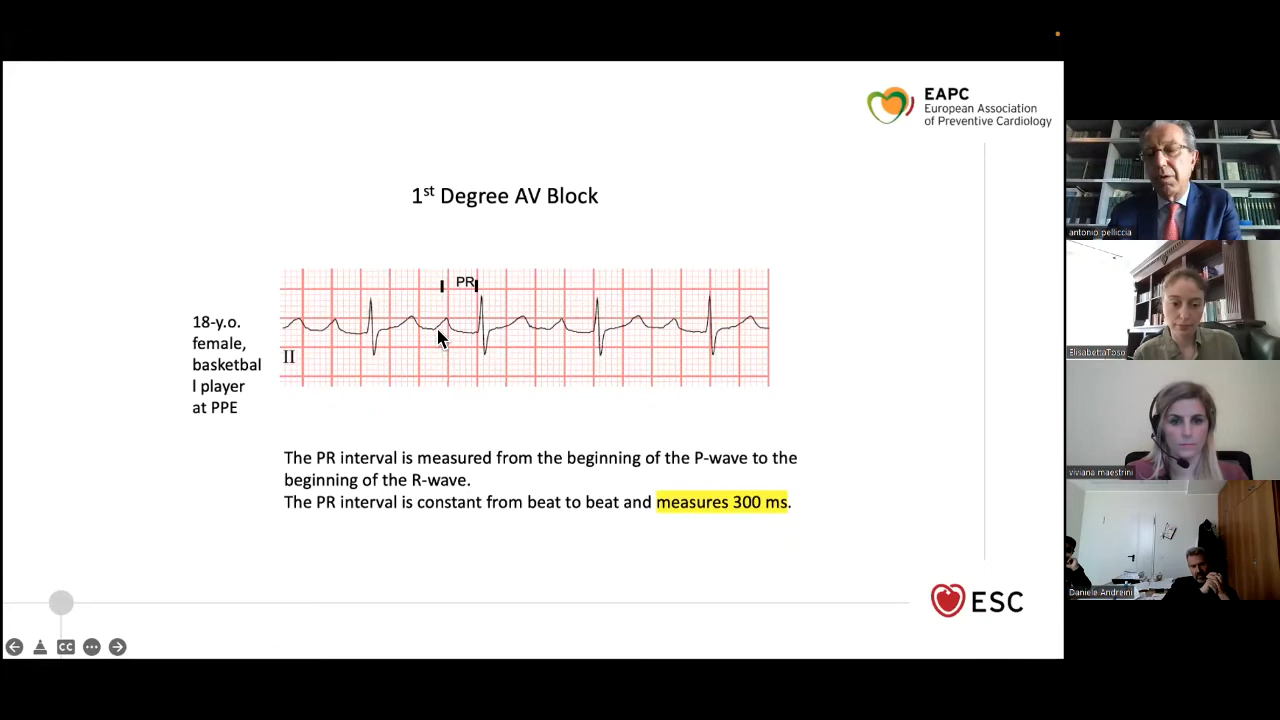 EAPC
European Association
of Preventive Cardiology
1st Degree AV Block
PR
18-y.o.
female,
basketbal
l player
at PPE
II
The PR interval is measured from the beginning of the P-wave to the
beginning of the R-wave.
The PR interval is constant from beat to beat and measures 300 ms.
ESC
CC
antonio pelliccia
ElisabettaToso
viviana maestrini
Daniele Andreini